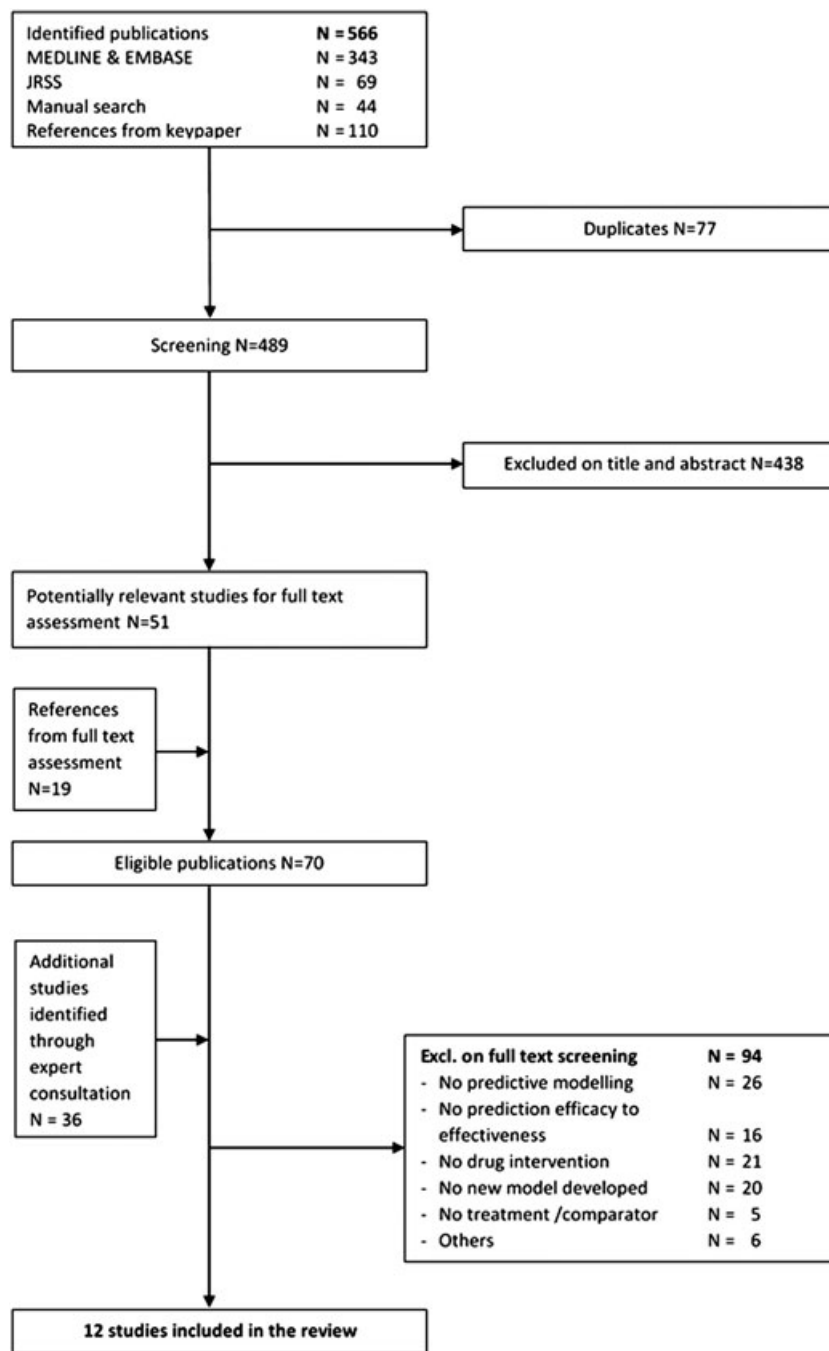 Identified publications N = 566
MEDLINE & EMBASE N = 343
JRSS N = 69
Manual search N = 44
References from keypaper N = 110
Duplicates N=77
Screening N=489
Excluded on title and abstract N=438
Potentially relevant studies for full text
assessment N=51
References
from full text
assessment
N=19
Eligible publications N=70
Additional
studies
identified
through
expert
consultation
N = 36
Excl. on full text screening N = 94
- No predictive modelling N = 26
- No prediction efficacy to
effectiveness N = 16
- No drug intervention N = 21
- No new model developed N = 20
- No treatment /comparator N = 5
- Others N = 6
12 studies included in the review